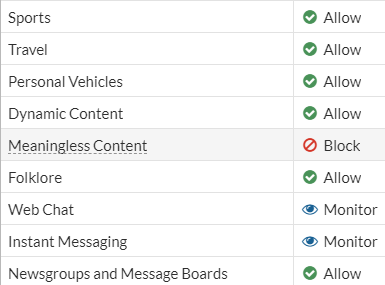 Sports Allow
Travel Allow
Personal Vehicles Allow
Dynamic Content Allow
Meaningless Content Block
Folklore Allow
Web Chat Monitor
Instant Messaging Monitor
Newsgroups and Message Boards Allow